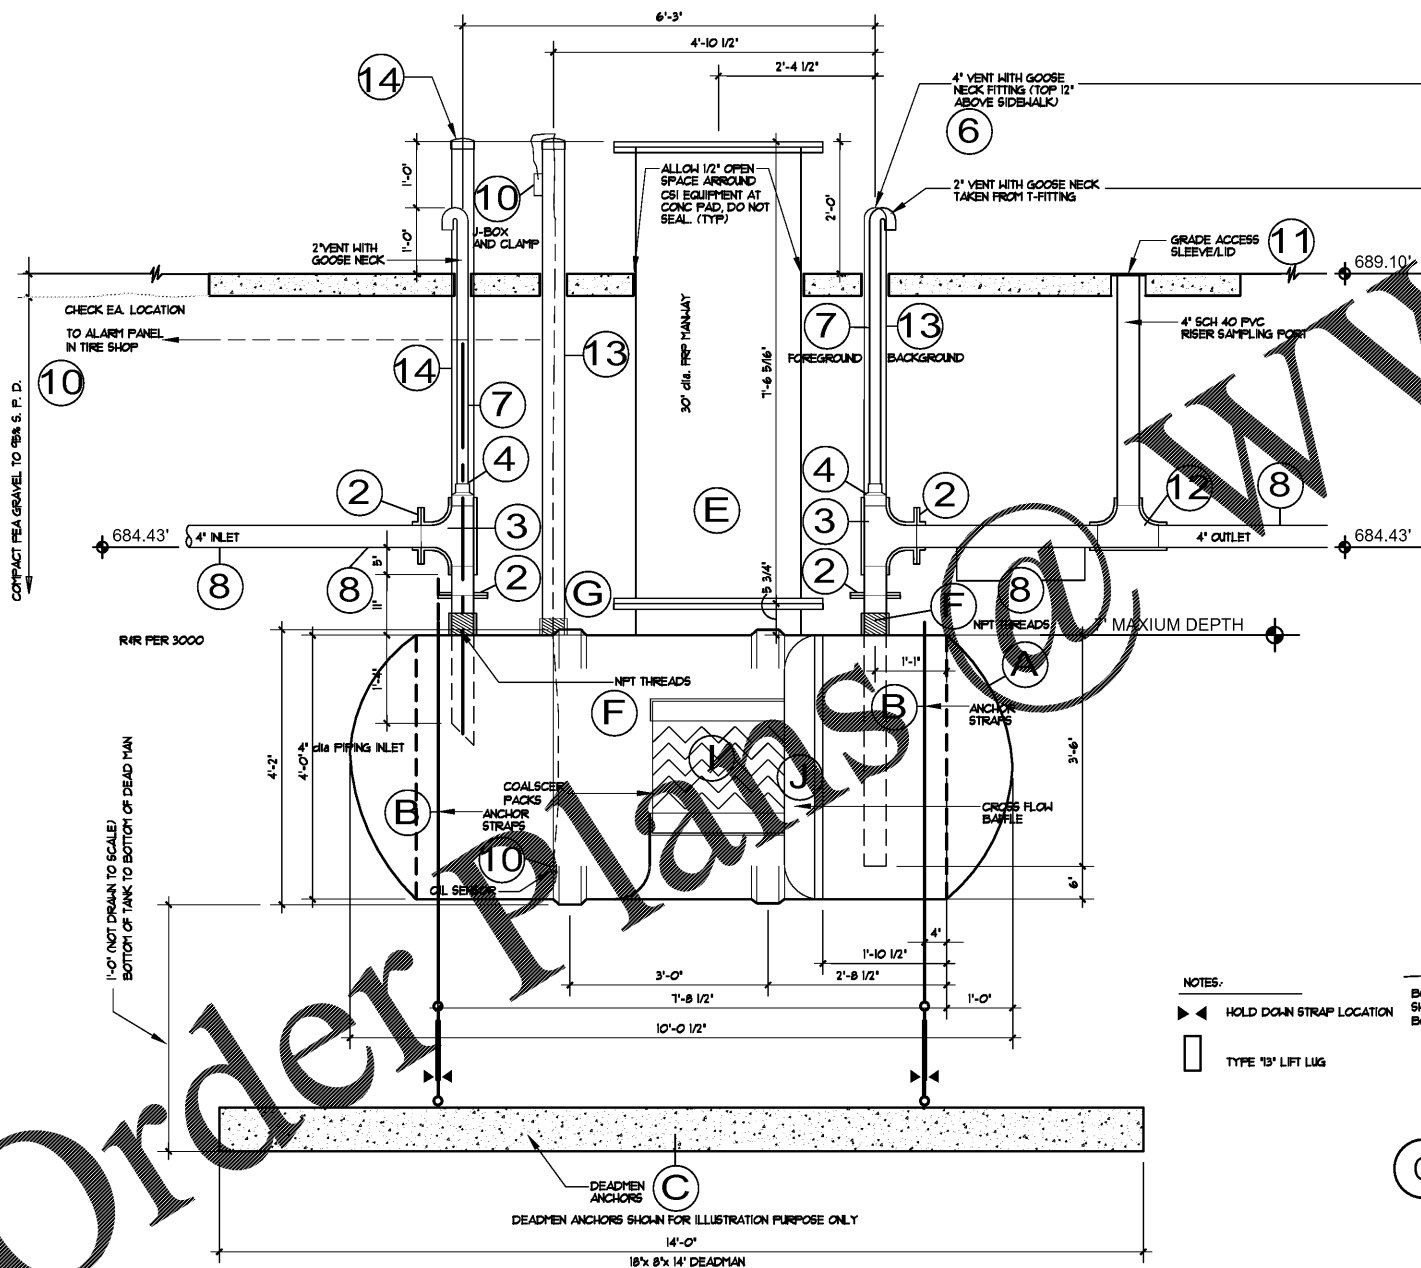 6'-3"
4'-10 1/2"
2'-4 1/2"
14
4" VENT WITH GOOSE
NECK FITTING (TOP 12"
ABOVE SIDEWALK)
6
1'-0"
10
ALLOW 1/2" OPEN
SPACE ARROUND
CSI EQUIPMENT AT
CONC PAD, DO NOT
SEAL. (TYP)
2'-0"
2" VENT WITH GOOSE NECK
TAKEN FROM T-FITTING
1'-0"
J-BOX
AND CLAMP
2"VENT WITH
GOOSE NECK
GRADE ACCESS
SLEEVE/LID
11
689.10'
CHECK EA. LOCATION
TO ALARM PANEL
IN TIRE SHOP
10
COMPACT PEA GRAVEL TO 95% S. P. D.
14
13
30" dia. FRP MANWAY
7'-6 5/16"
7
FOREGROUND
13
BACKGROUND
4" SCH 40 PVC
RISER SAMPLING PORT
7
4
2
3
E
4
3
2
12
8
684.43'
4" INLET
4" OUTLET
684.43'
8
8
5"
2
G
5 3/4"
2
F
8
11"
R&R PER 3000
NPT THREADS
7' MAXIUM DEPTH
1'-4"
NPT THREADS
F
1'-1"
B
A
ANCHOR
STRAPS
4" dia PIPING INLET
4'-2"
4'-0"
J
3'-6"
COALSCER
PACKS
B
ANCHOR
STRAPS
CROSS FLOW
BAFFLE
10
OIL SENSOR
6"
1'-0" (NOT DRAWN TO SCALE)
BOTTOM OF TANK TO BOTTOM OF DEAD MAN
4"
1'-10 1/2"
3'-0"
2'-8 1/2"
7'-8 1/2"
1'-0"
10'-0 1/2"
NOTES:
HOLD DOWN STRAP LOCATION
TYPE "13" LIFT LUG
DEADMEN
ANCHORS
C
DEADMEN ANCHORS SHOWN FOR ILLUSTRATION PURPOSE ONLY
14'-0"
18"x 8"x 14' DEADMAN
Order Plans @ WW